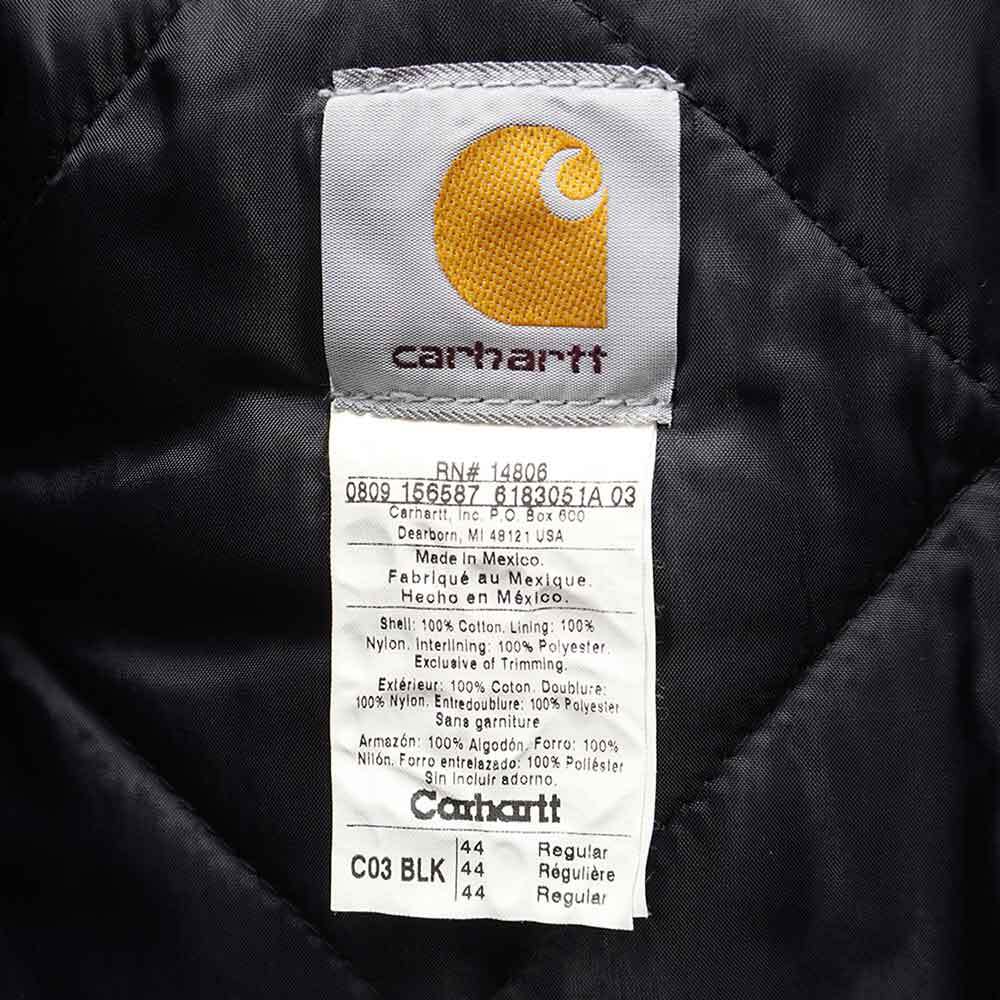 carhartt
RN# 14806
0809 156587 6183051A 03
Carhartt, Inc. P.O. Box 600
Dearborn, MI 48121 USA
Made in Mexico.
Fabriqué au Mexique.
Hecho en México.
Shell: 100% Cotton. Lining: 100%
Nylon. Interlining: 100% Polyester.
Exclusive of Trimming.
Extérieur: 100% Coton. Doublure:
100% Nylon. Entredoublure: 100% Polyester
Sans garniture
Armazón: 100% Algodón. Forro: 100%
Nilón. Forro entrelazado: 100% Poliéster
Sin incluir adorno.
Carhartt
C03 BLK
44 Regular
44 Régulière
44 Regular